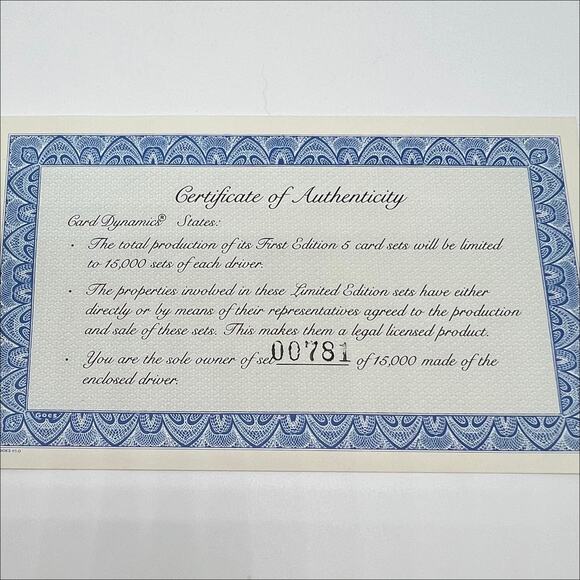 Certificate of Authenticity
Card Dynamics® States:
· The total production of its First Edition 5 card sets will be limited
to 15,000 sets of each driver.
· The properties involved in these Limited Edition sets have either
directly or by means of their representatives agreed to the production
and sale of these sets. This makes them a legal licensed product.
· You are the sole owner of set 00781 of 15,000 made of the
enclosed driver.
GOES